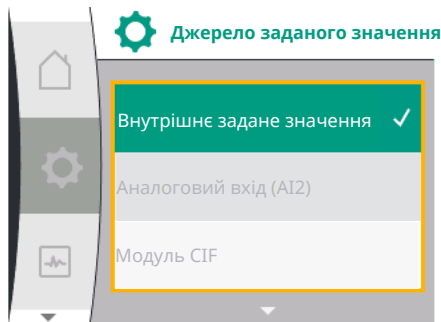 Джерело заданого значення
Внутрішнє задане значення
Аналоговий вхід (AI2)
Модуль CIF